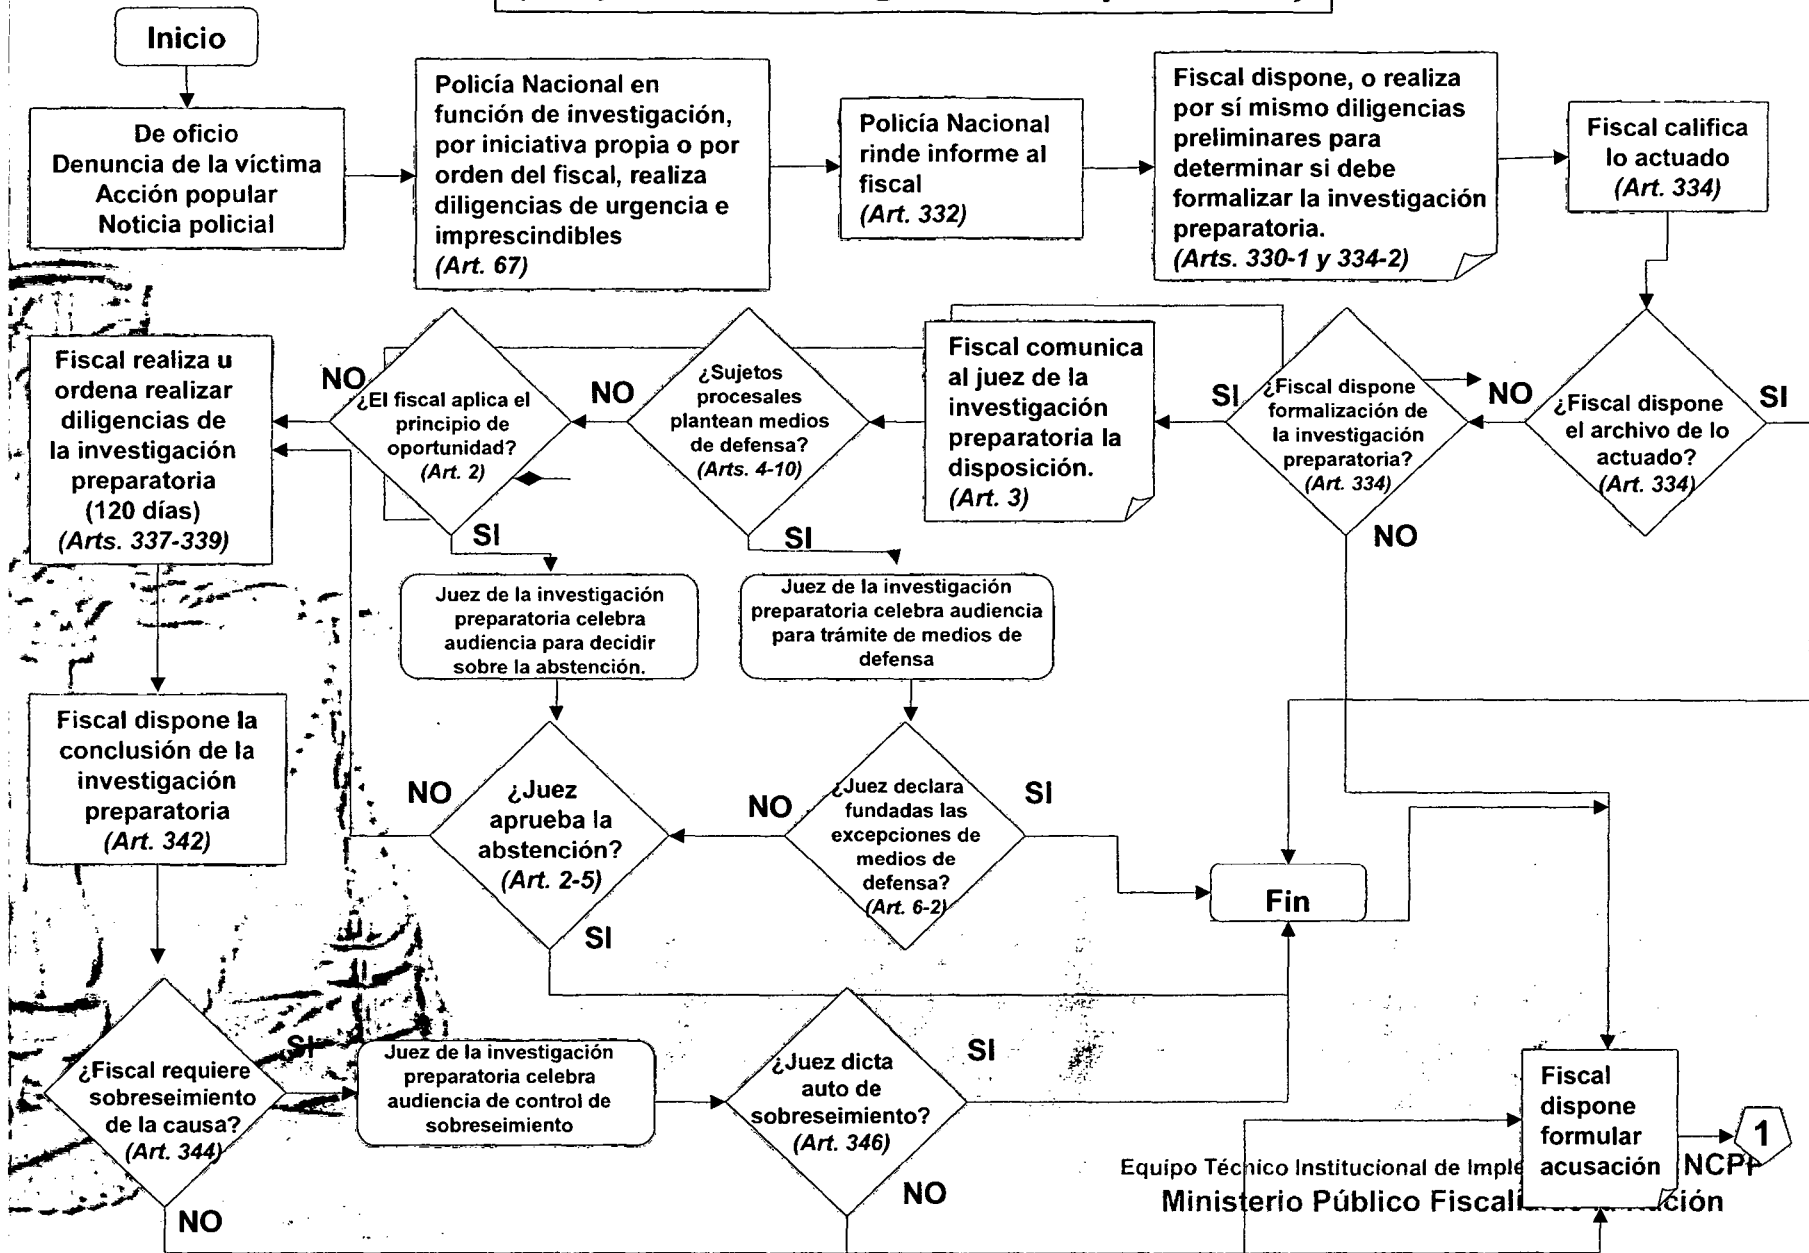 Inicio
De oficio
Denuncia de la víctima
Acción popular
Noticia policial
Policía Nacional en
función de investigación,
por iniciativa propia o por
orden del fiscal, realiza
diligencias de urgencia e
imprescindibles
(Art. 67)
Policía Nacional
rinde informe al
fiscal
(Art. 332)
Fiscal dispone, o realiza
por sí mismo diligencias
preliminares para
determinar si debe
formalizar la investigación
preparatoria.
(Arts. 330-1 y 334-2)
Fiscal califica
lo actuado
(Art. 334)
¿Fiscal dispone
el archivo de lo
actuado?
(Art. 334)
SI
NO
¿Fiscal dispone
formalización de
la investigación
preparatoria?
(Art. 334)
SI
NO
Fiscal comunica
al juez de la
investigación
preparatoria la
disposición.
(Art. 3)
¿Sujetos
procesales
plantean medios
de defensa?
(Arts. 4-10)
NO
SI
¿El fiscal aplica el
principio de
oportunidad?
(Art. 2)
NO
SI
Fiscal realiza u
ordena realizar
diligencias de
la investigación
preparatoria
(120 días)
(Arts. 337-339)
Juez de la investigación
preparatoria celebra
audiencia para decidir
sobre la abstención.
Juez de la investigación
preparatoria celebra audiencia
para trámite de medios de
defensa
Fiscal dispone la
conclusión de la
investigación
preparatoria
(Art. 342)
NO
¿Juez
aprueba la
abstención?
(Art. 2-5)
SI
NO
¿Juez declara
fundadas las
excepciones de
medios de
defensa?
(Art. 6-2)
SI
Fin
¿Fiscal requiere
sobreseimiento
de la causa?
(Art. 344)
SI
NO
Juez de la investigación
preparatoria celebra
audiencia de control de
sobreseimiento
¿Juez dicta
auto de
sobreseimiento?
(Art. 346)
SI
NO
Fiscal
dispone
formular
acusación
1
Equipo Técnico Institucional de Imple NCPP
Ministerio Público Fiscal ción